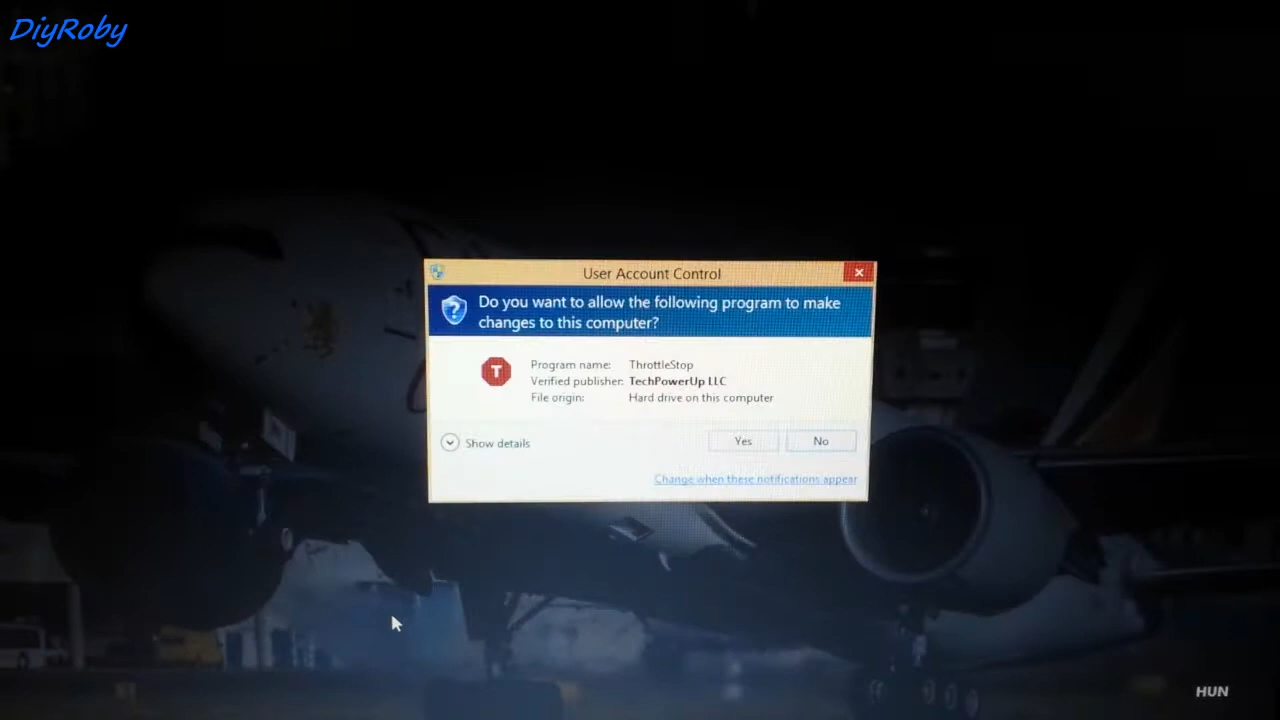 DiyRoby
User Account Control
Do you want to allow the following program to make
changes to this computer?
T
Program name: ThrottleStop
Verified publisher: TechPowerUp LLC
File origin: Hard drive on this computer
Show details
Yes
No
Change when these notifications appear
HUN